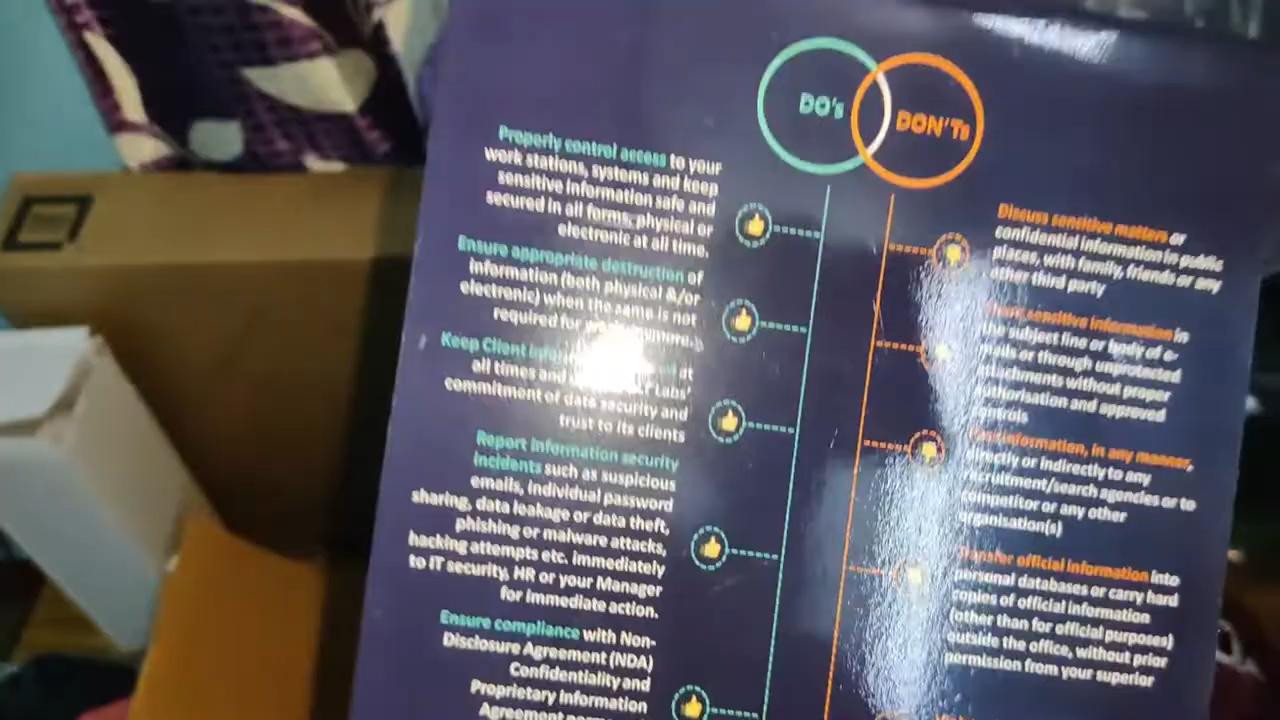 DO's
DON'Ts
Properly control access to your
work stations, systems and keep
sensitive information safe and
secured in all forms, physical or
electronic at all time.
Ensure appropriate destruction of
information (both physical &/or
electronic) when the same is not
required for
Keep Client
all times and Labs'
commitment of data security and
trust to its clients
Report information security
incidents such as suspicious
emails, individual password
sharing, data leakage or data theft,
phishing or malware attacks,
hacking attempts etc. immediately
to IT security, HR or your Manager
for immediate action.
Ensure compliance with Non-
Disclosure Agreement (NDA)
Confidentiality and
Proprietary Information
Agreement
Discuss sensitive matters or
confidential information in public
places, with family, friends or any
other third party
sensitive information in
the subject line or body of e-
mails or through unprotected
attachments without proper
authorisation and approved
controls
information, in any manner,
directly or indirectly to any
recruitment/search agencies or to
competitor or any other
organisation(s)
Transfer official information into
personal databases or carry hard
copies of official information
(other than for official purposes)
outside the office, without prior
permission from your superior